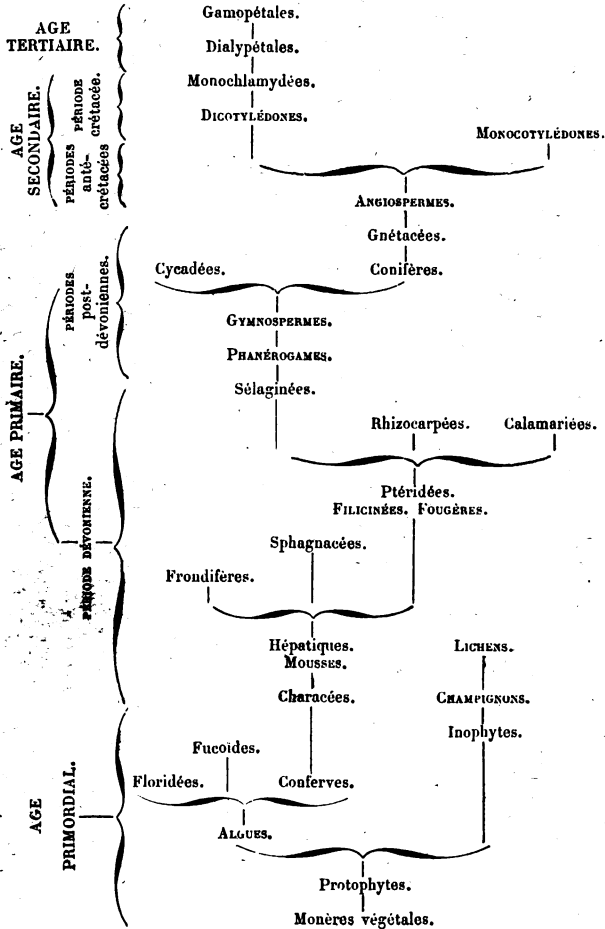 Gamopétales.
AGE
TERTIAIRE.
Dialypétales.
Monochlamydées.
AGE
SECONDAIRE.
PÉRIODE
crétacée.
DICOTYLÉDONES.
MONOCOTYLÉDONES.
PÉRIODES
anté-
crétacées
ANGIOSPERMES.
Gnétacées.
Cycadées. Conifères.
PÉRIODES
post-
dévoniennes.
GYMNOSPERMES.
PHANÉROGAMES.
Sélaginées.
AGE PRIMAIRE.
Rhizocarpées. Calamariées.
Ptéridées.
FILICINÉES. FOUGÈRES.
PÉRIODE DÉVONIENNE.
Sphagnacées.
Frondifères.
Hépatiques. LICHENS.
MOUSSES.
Characées. CHAMPIGNONS.
Inophytes.
Fucoïdes.
Floridées. Conferves.
AGE
PRIMORDIAL.
ALGUES.
Protophytes.
Monères végétales.